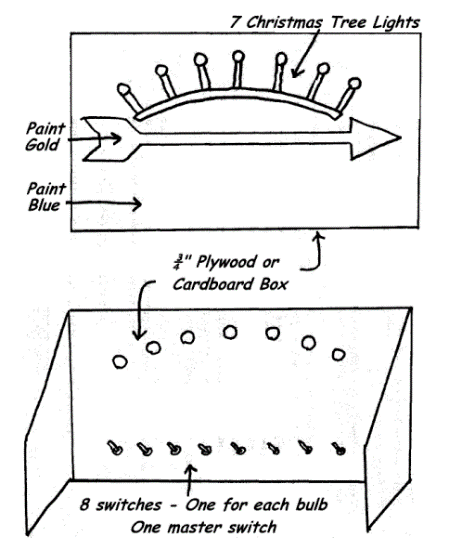 7 Christmas Tree Lights
Paint
Gold
Paint
Blue
¾" Plywood or
Cardboard Box
8 switches - One for each bulb
One master switch